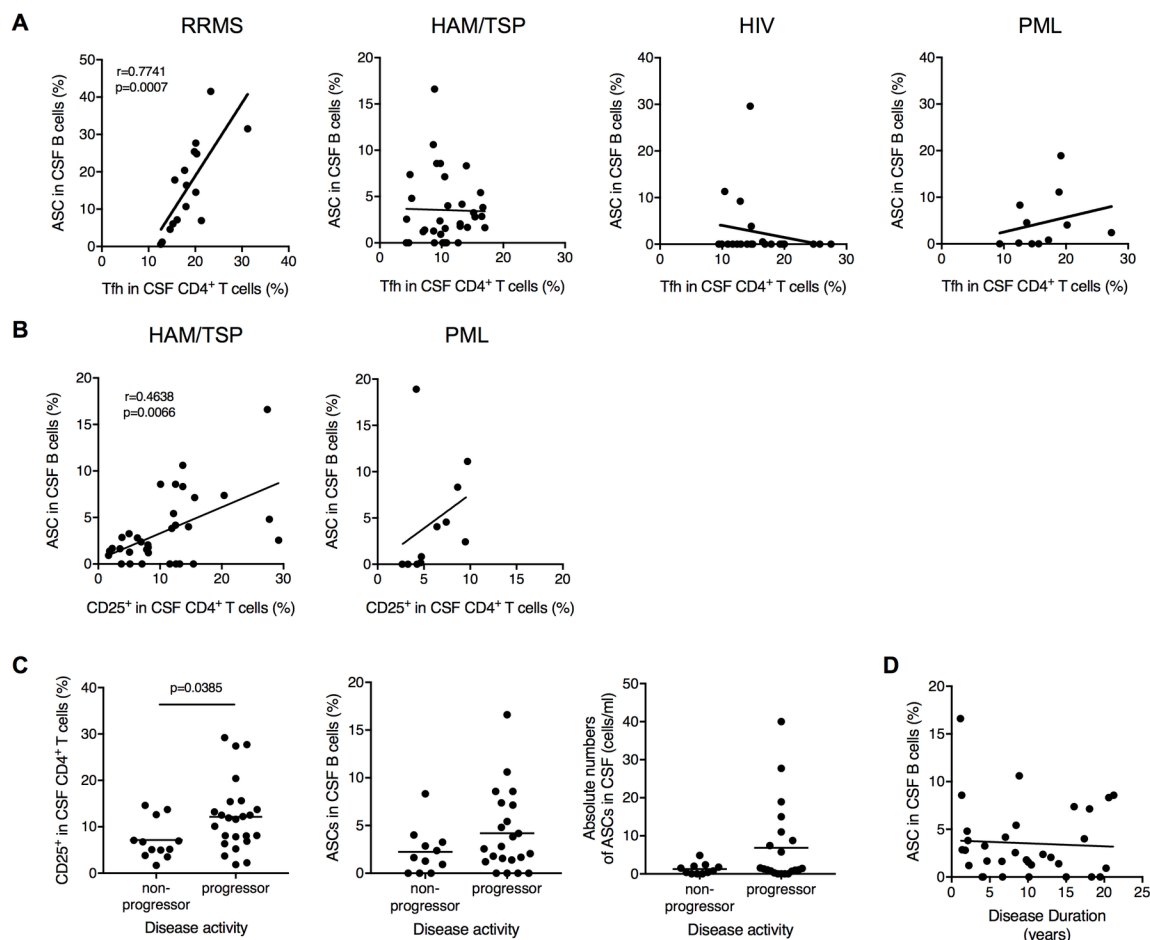 A
RRMS
HAM/TSP
HIV
PML
r=0.7741
p=0.0007
ASC in CSF B cells (%)
50
40
30
20
10
0
0 10 20 30 40
Tfh in CSF CD4+ T cells (%)
ASC in CSF B cells (%)
20
15
10
5
0
0 10 20 30
Tfh in CSF CD4+ T cells (%)
ASC in CSF B cells (%)
40
30
20
10
0
0 10 20 30
Tfh in CSF CD4+ T cells (%)
ASC in CSF B cells (%)
40
30
20
10
0
0 10 20 30
Tfh in CSF CD4+ T cells (%)
B
HAM/TSP
PML
r=0.4638
p=0.0066
ASC in CSF B cells (%)
20
15
10
5
0
0 10 20 30
CD25+ in CSF CD4+ T cells (%)
ASC in CSF B cells (%)
20
15
10
5
0
0 5 10 15 20
CD25+ in CSF CD4+ T cells (%)
C
p=0.0385
CD25+ in CSF CD4+ T cells (%)
40
30
20
10
0
non-
progressor
progressor
Disease activity
ASCs in CSF B cells (%)
20
15
10
5
0
non-
progressor
progressor
Disease activity
Absolute numbers
of ASCs in CSF (cells/ml)
50
40
30
20
10
0
non-
progressor
progressor
Disease activity
D
ASC in CSF B cells (%)
20
15
10
5
0
0 5 10 15 20 25
Disease Duration
(years)